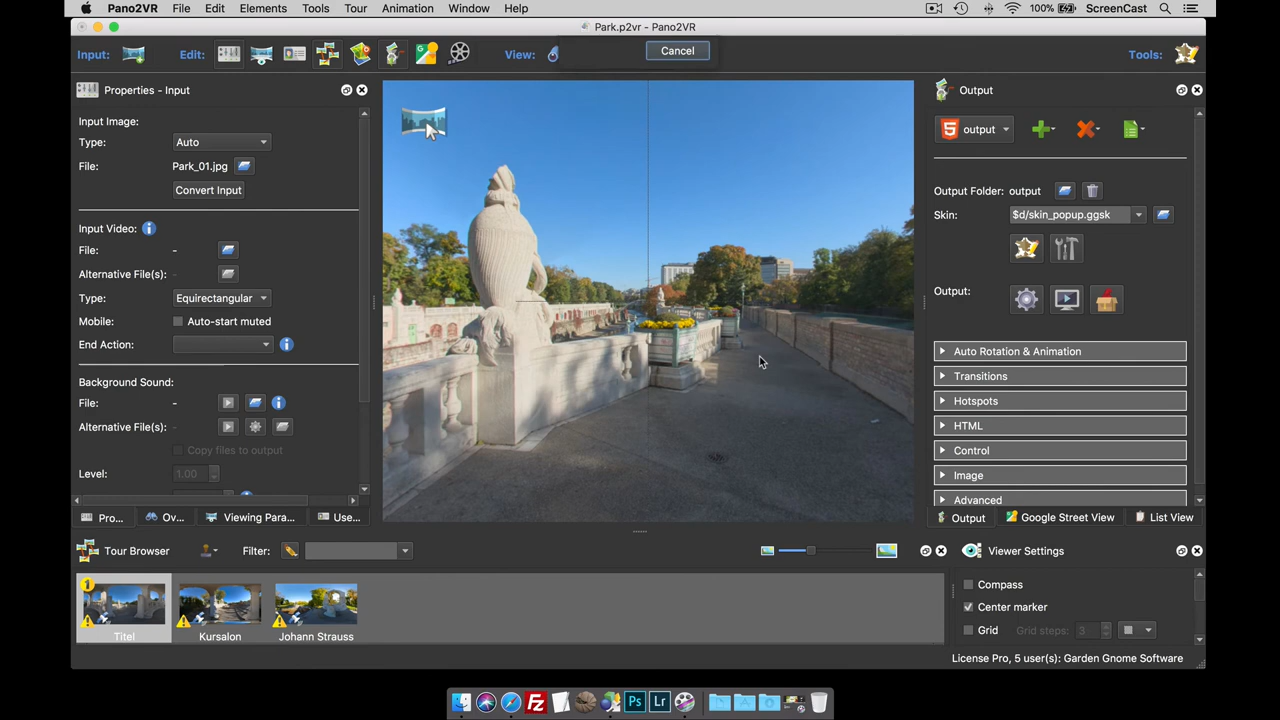 Pano2VR File Edit Elements Tools Tour Animation Window Help 100% ScreenCast
Park.p2vr - Pano2VR
Input: Edit: View: Cancel Tools:
Properties - Input
Output
Input Image:
Type: Auto
output
File: Park_01.jpg
Convert Input
Output Folder: output
Skin: $d/skin_popup.ggsk
Input Video:
File: -
Alternative File(s): -
Type: Equirectangular
Output:
Mobile: Auto-start muted
End Action:
Auto Rotation & Animation
Transitions
Background Sound:
File: -
Hotspots
Alternative File(s):
HTML
Copy files to output
Control
Level: 1.00
Image
Advanced
Pro... Ov... Viewing Para... Use...
Output Google Street View List View
Tour Browser Filter:
Viewer Settings
Compass
Center marker
Grid Grid steps: 3
1
Titel Kursalon Johann Strauss
License Pro, 5 user(s): Garden Gnome Software
Fz Ps Lr